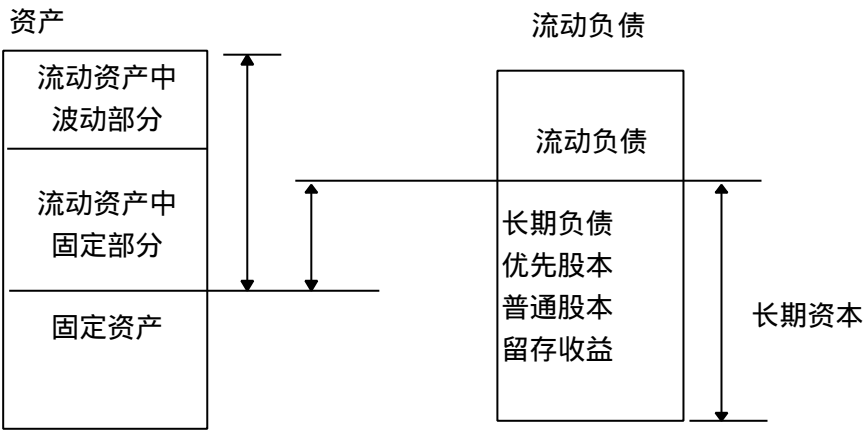 资产
流动资产中
波动部分
流动资产中
固定部分
固定资产
流动负债
流动负债
长期负债
优先股本
普通股本
留存收益
长期资本